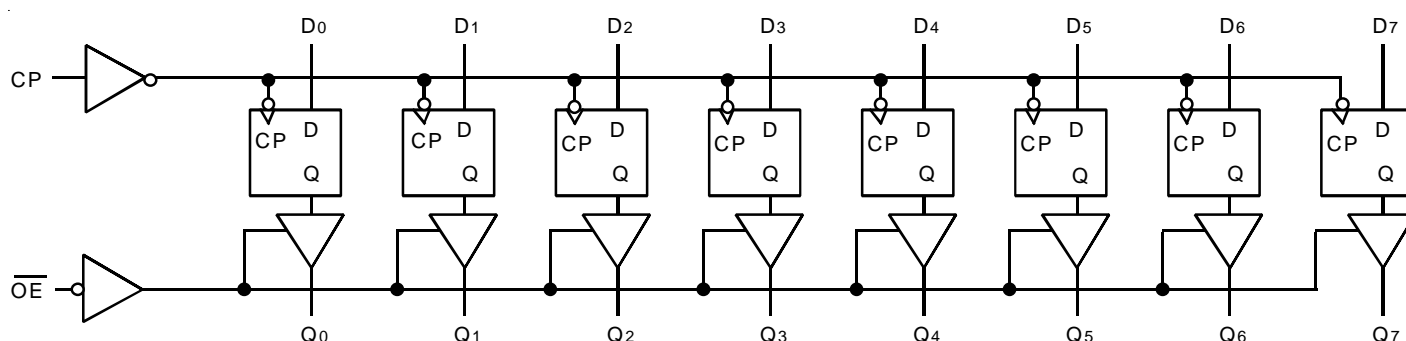 D0 D1 D2 D3 D4 D5 D6 D7
CP
CP D CP D CP D CP D CP D CP D CP D CP D
Q Q Q Q Q Q Q Q
O̅E̅
Q0 Q1 Q2 Q3 Q4 Q5 Q6 Q7